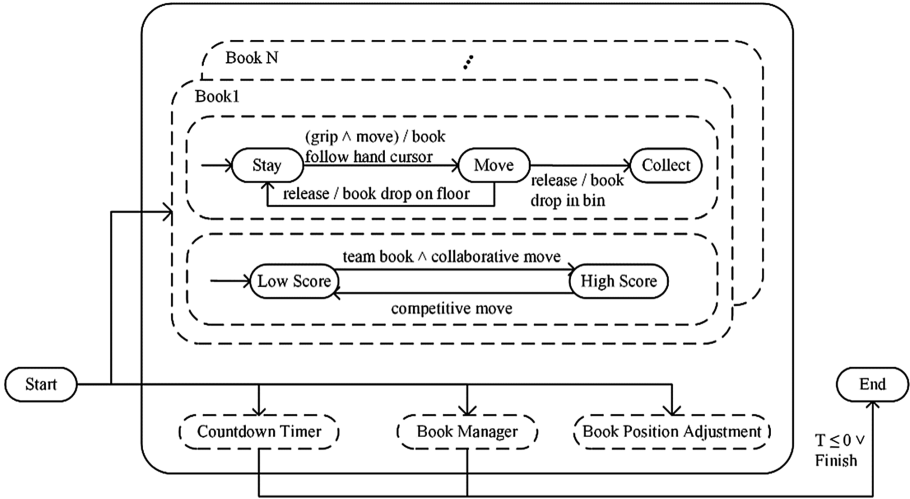 Book N
Book1
(grip ∧ move) / book
follow hand cursor
Stay
Move
Collect
release / book drop on floor
release / book
drop in bin
team book ∧ collaborative move
Low Score
High Score
competitive move
Start
End
Countdown Timer
Book Manager
Book Position Adjustment
T ≤ 0 ∨
Finish